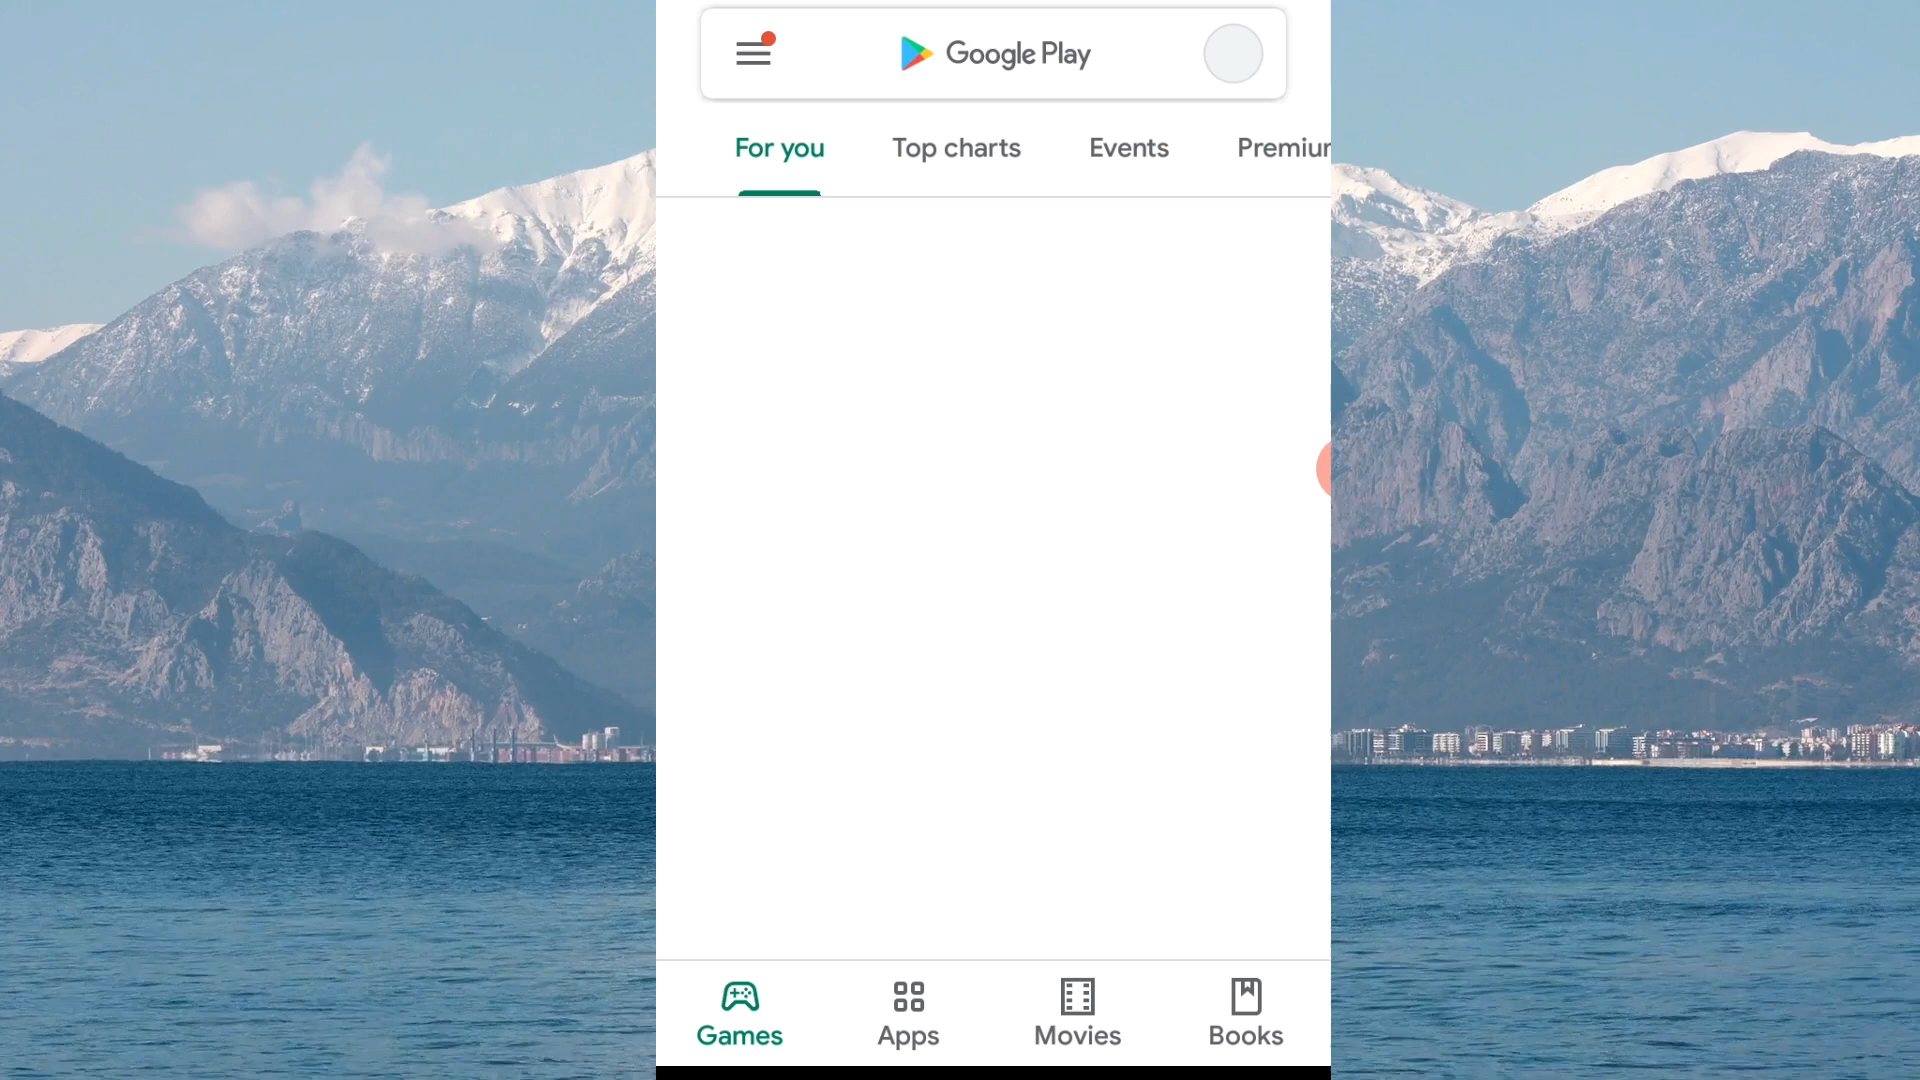 Google Play
For you
Top charts
Events
Premiur
Games
Apps
Movies
Books